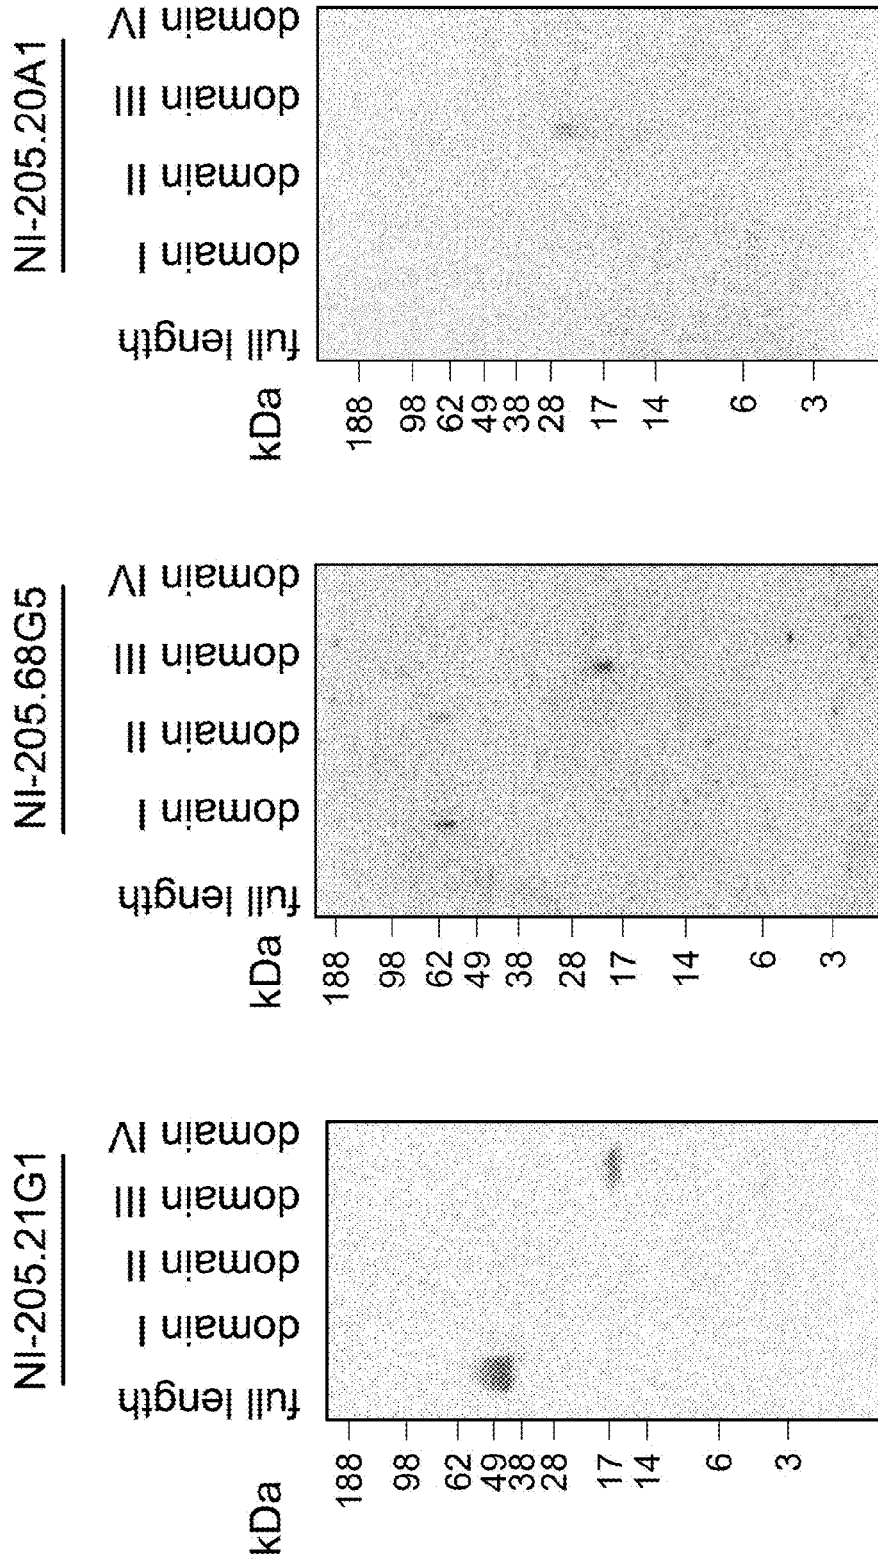 NI-205.21G1
full length
domain I
domain II
domain III
domain IV
kDa
188
98
62
49
38
28
17
14
6
3
NI-205.68G5
full length
domain I
domain II
domain III
domain IV
kDa
188
98
62
49
38
28
17
14
6
3
NI-205.20A1
full length
domain I
domain II
domain III
domain IV
kDa
188
98
62
49
38
28
17
14
6
3